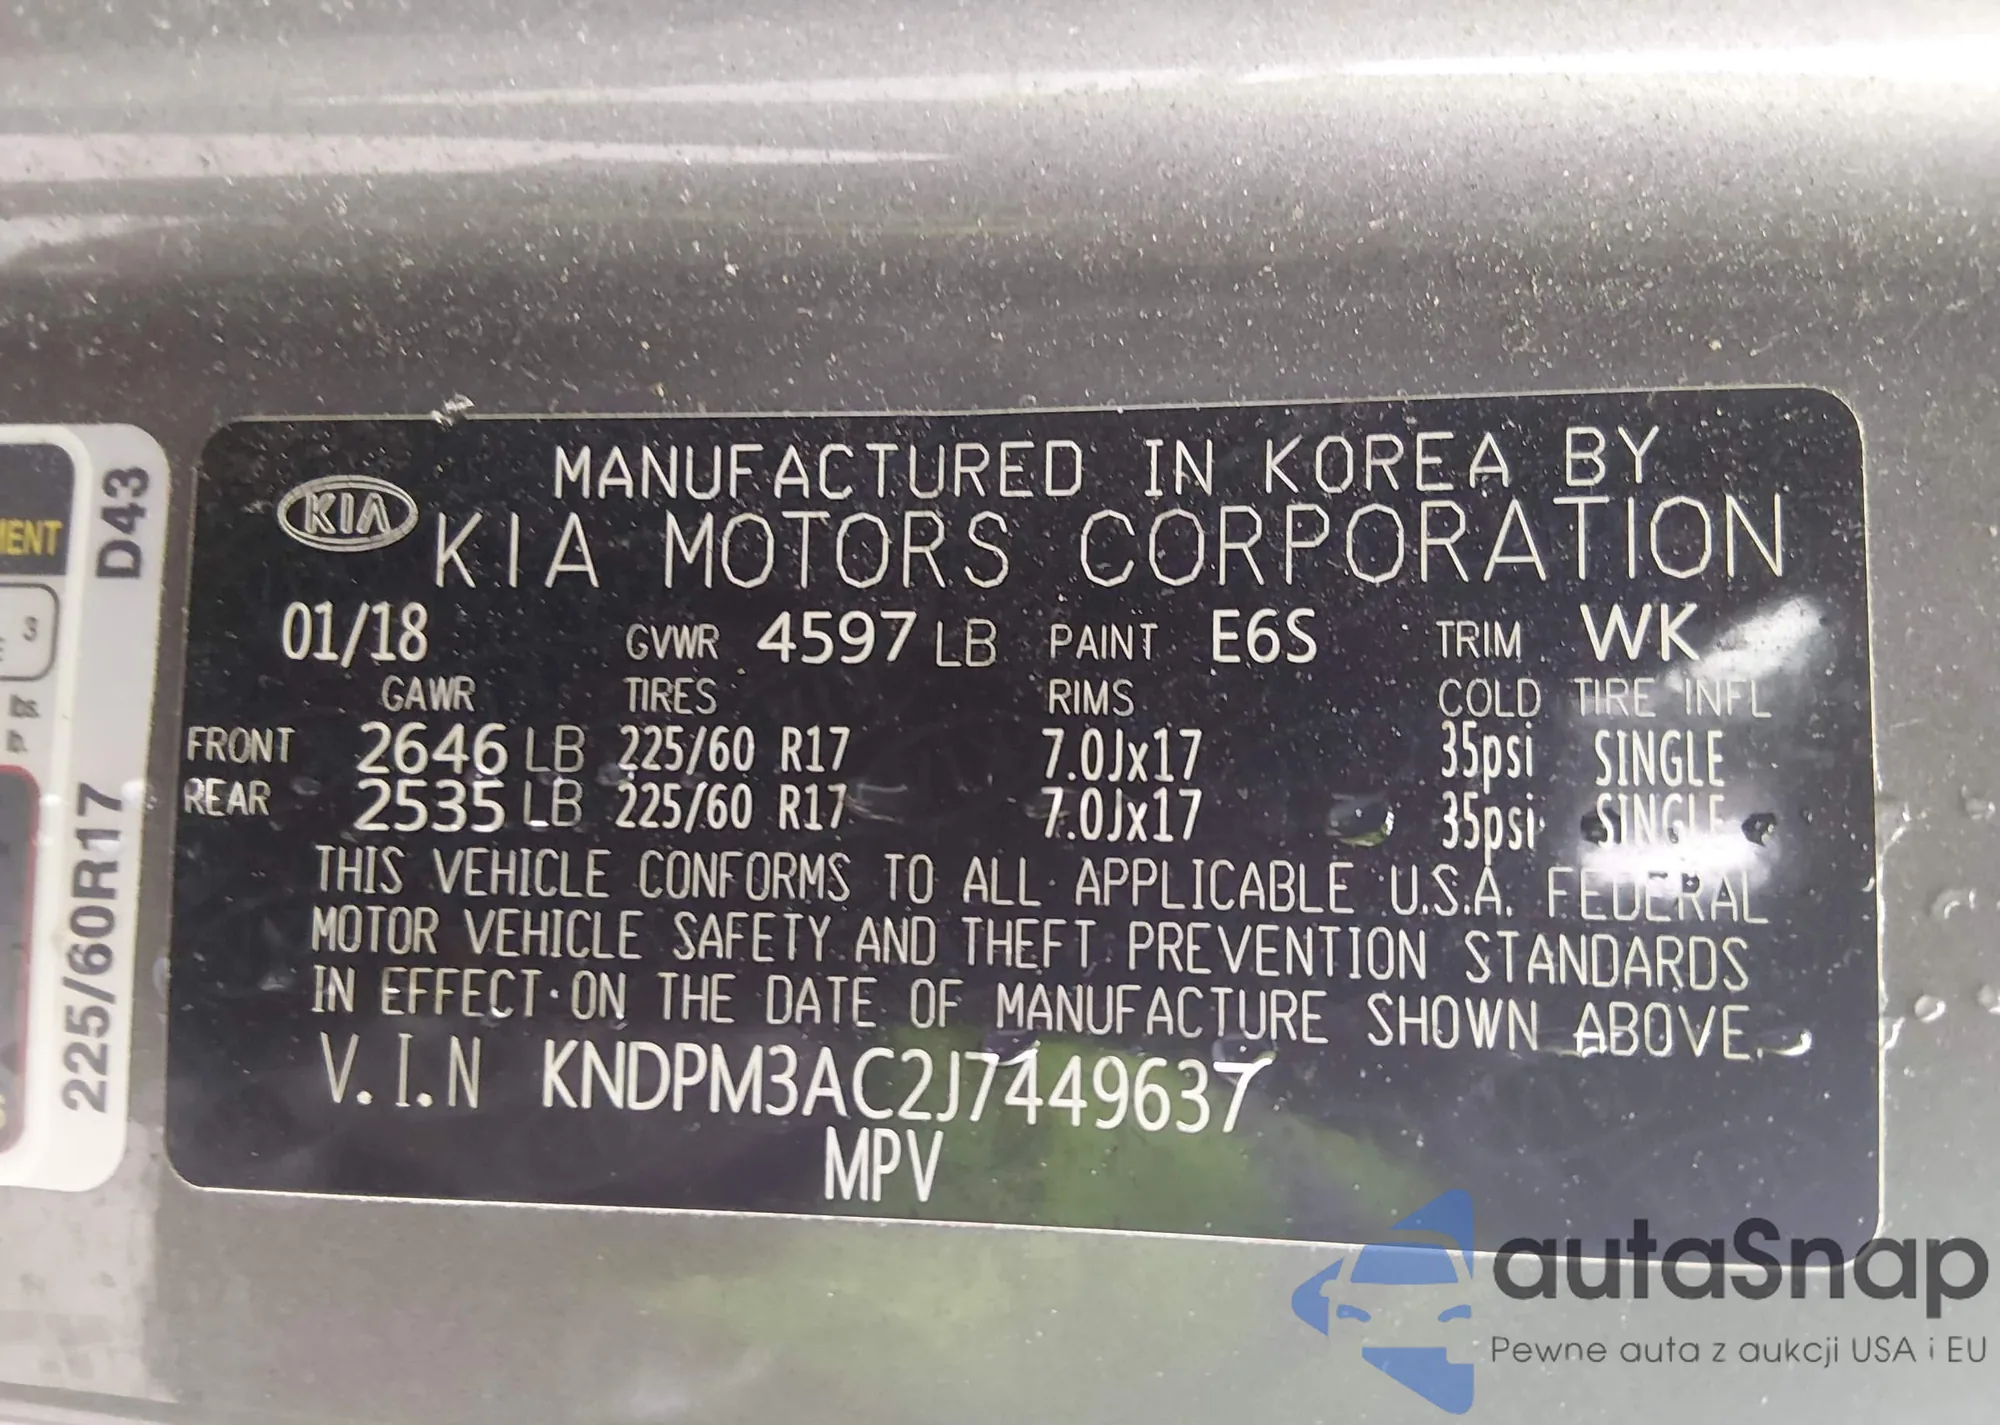 MANUFACTURED IN KOREA BY
KIA
KIA MOTORS CORPORATION
01/18 GVWR 4597 LB PAINT E6S TRIM WK
GAWR TIRES RIMS COLD TIRE INFL
FRONT 2646 LB 225/60 R17 7.0Jx17 35psi SINGLE
REAR 2535 LB 225/60 R17 7.0Jx17 35psi SINGLE
THIS VEHICLE CONFORMS TO ALL APPLICABLE U.S.A. FEDERAL
MOTOR VEHICLE SAFETY AND THEFT PREVENTION STANDARDS
IN EFFECT ON THE DATE OF MANUFACTURE SHOWN ABOVE.
V.I.N KNDPM3AC2J7449637
MPV
225/60R17 D43
3
autaSnap
Pewne auta z aukcji USA i EU